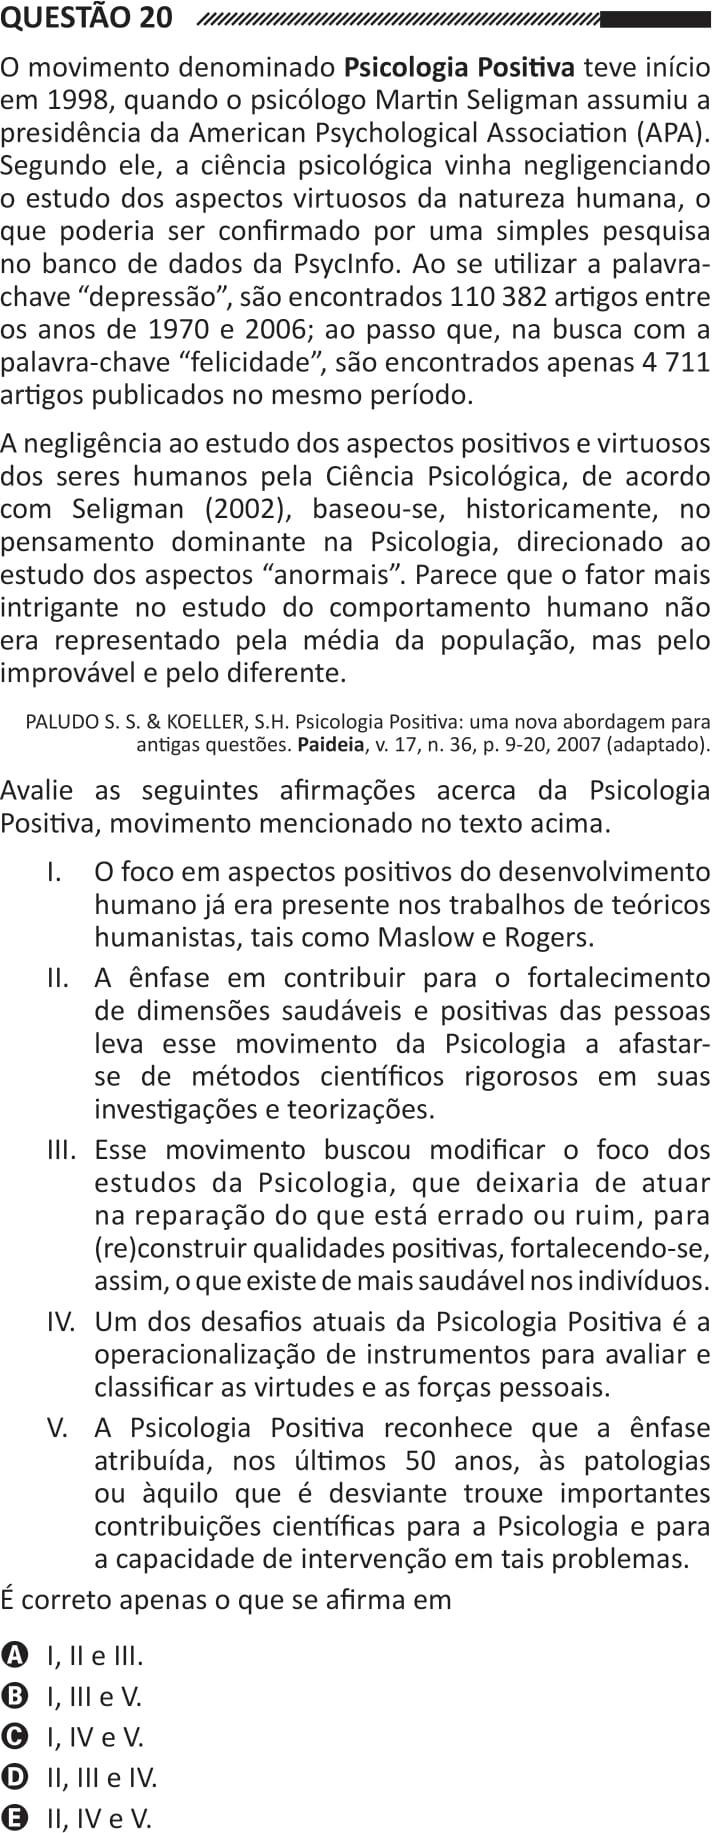 QUESTÃO 20
O movimento denominado Psicologia Positiva teve início
em 1998, quando o psicólogo Martin Seligman assumiu a
presidência da American Psychological Association (APA).
Segundo ele, a ciência psicológica vinha negligenciando
o estudo dos aspectos virtuosos da natureza humana, o
que poderia ser confirmado por uma simples pesquisa
no banco de dados da PsycInfo. Ao se utilizar a palavra-
chave “depressão”, são encontrados 110 382 artigos entre
os anos de 1970 e 2006; ao passo que, na busca com a
palavra-chave “felicidade”, são encontrados apenas 4 711
artigos publicados no mesmo período.
A negligência ao estudo dos aspectos positivos e virtuosos
dos seres humanos pela Ciência Psicológica, de acordo
com Seligman (2002), baseou-se, historicamente, no
pensamento dominante na Psicologia, direcionado ao
estudo dos aspectos “anormais”. Parece que o fator mais
intrigante no estudo do comportamento humano não
era representado pela média da população, mas pelo
improvável e pelo diferente.
PALUDO S. S. & KOELLER, S.H. Psicologia Positiva: uma nova abordagem para
antigas questões. Paideia, v. 17, n. 36, p. 9-20, 2007 (adaptado).
Avalie as seguintes afirmações acerca da Psicologia
Positiva, movimento mencionado no texto acima.
I. O foco em aspectos positivos do desenvolvimento
humano já era presente nos trabalhos de teóricos
humanistas, tais como Maslow e Rogers.
II. A ênfase em contribuir para o fortalecimento
de dimensões saudáveis e positivas das pessoas
leva esse movimento da Psicologia a afastar-
se de métodos científicos rigorosos em suas
investigações e teorizações.
III. Esse movimento buscou modificar o foco dos
estudos da Psicologia, que deixaria de atuar
na reparação do que está errado ou ruim, para
(re)construir qualidades positivas, fortalecendo-se,
assim, o que existe de mais saudável nos indivíduos.
IV. Um dos desafios atuais da Psicologia Positiva é a
operacionalização de instrumentos para avaliar e
classificar as virtudes e as forças pessoais.
V. A Psicologia Positiva reconhece que a ênfase
atribuída, nos últimos 50 anos, às patologias
ou àquilo que é desviante trouxe importantes
contribuições científicas para a Psicologia e para
a capacidade de intervenção em tais problemas.
É correto apenas o que se afirma em
A I, II e III.
B I, III e V.
C I, IV e V.
D II, III e IV.
E II, IV e V.